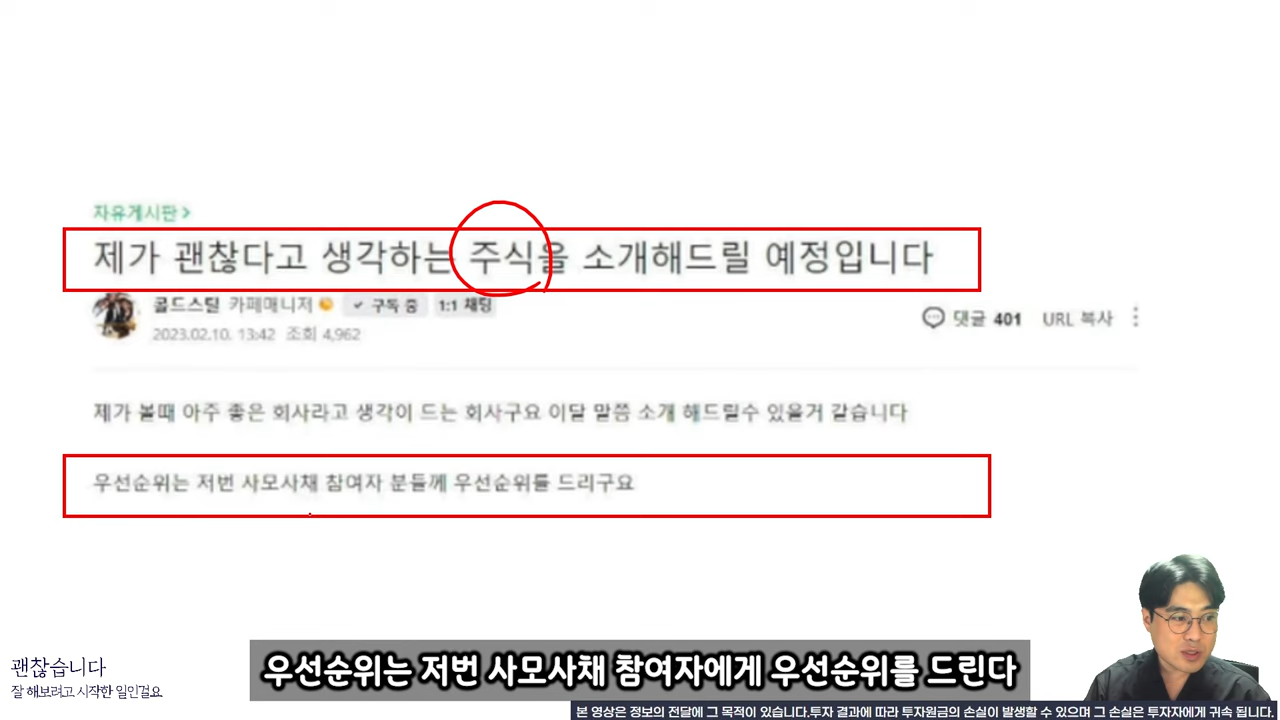 자유게시판 >
제가 괜찮다고 생각하는 주식을 소개해드릴 예정입니다
콜드스틸 카페매니저 ✓ 구독 중 1:1 채팅
2023.02.10. 13:42 조회 4,962
댓글 401 URL 복사
제가 볼때 아주 좋은 회사라고 생각이 드는 회사구요 이달 말쯤 소개 해드릴수 있을거 같습니다
우선순위는 저번 사모사채 참여자 분들께 우선순위를 드리구요
우선순위는 저번 사모사채 참여자에게 우선순위를 드린다
괜찮습니다
잘 해보려고 시작한 일인걸요
본 영상은 정보의 전달에 그 목적이 있습니다.투자 결과에 따라 투자원금의 손실이 발생할 수 있으며 그 손실은 투자자에게 귀속 됩니다.